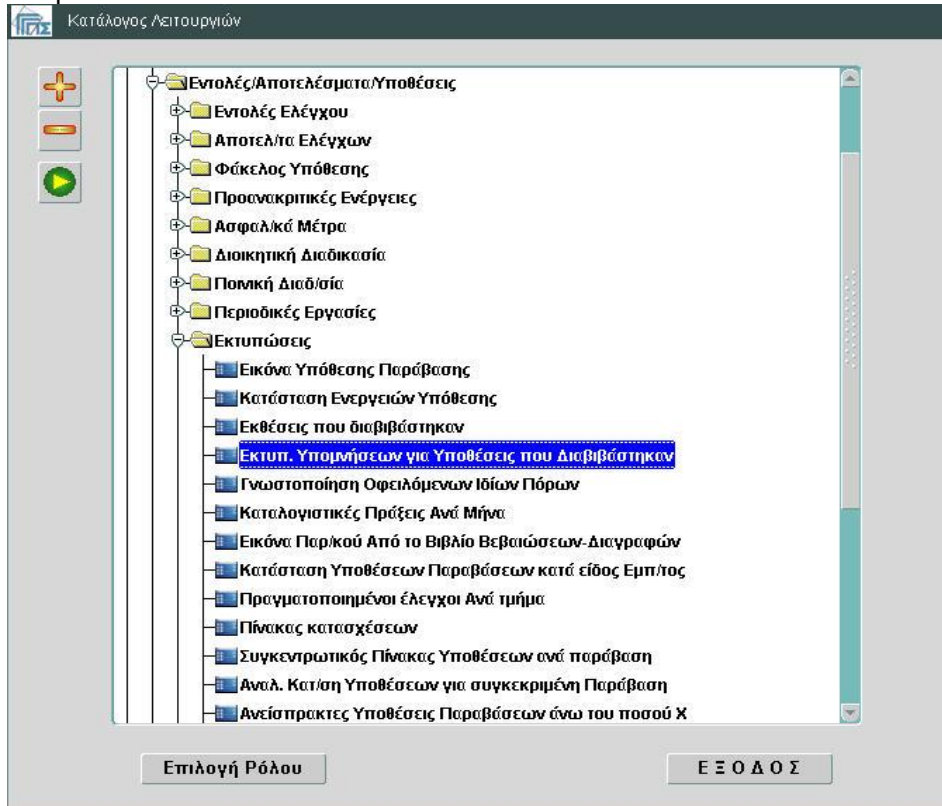 ΠΓΔΣ
Κατάλογος Λειτουργιών
Εντολές/Αποτελέσματα/Υποθέσεις
Εντολές Ελέγχου
Αποτελ/τα Ελέγχων
Φάκελος Υπόθεσης
Προανακριτικές Ενέργειες
Ασφαλ/κά Μέτρα
Διοικητική Διαδικασία
Ποινική Διαδ/σία
Περιοδικές Εργασίες
Εκτυπώσεις
Εικόνα Υπόθεσης Παράβασης
Κατάσταση Ενεργειών Υπόθεσης
Εκθέσεις που διαβιβάστηκαν
Εκτυπ. Υπομνήσεων για Υποθέσεις που Διαβιβάστηκαν
Γνωστοποίηση Οφειλόμενων Ιδίων Πόρων
Καταλογιστικές Πράξεις Ανά Μήνα
Εικόνα Παρ/κού Από το Βιβλίο Βεβαιώσεων-Διαγραφών
Κατάσταση Υποθέσεων Παραβάσεων κατά είδος Εμπ/τος
Πραγματοποιημένοι έλεγχοι Ανά τμήμα
Πίνακας κατασχέσεων
Συγκεντρωτικός Πίνακας Υποθέσεων ανά παράβαση
Αναλ. Κατ/ση Υποθέσεων για συγκεκριμένη Παράβαση
Ανείσπρακτες Υποθέσεις Παραβάσεων άνω του ποσού Χ
Επιλογή Ρόλου
Ε Ξ Ο Δ Ο Σ